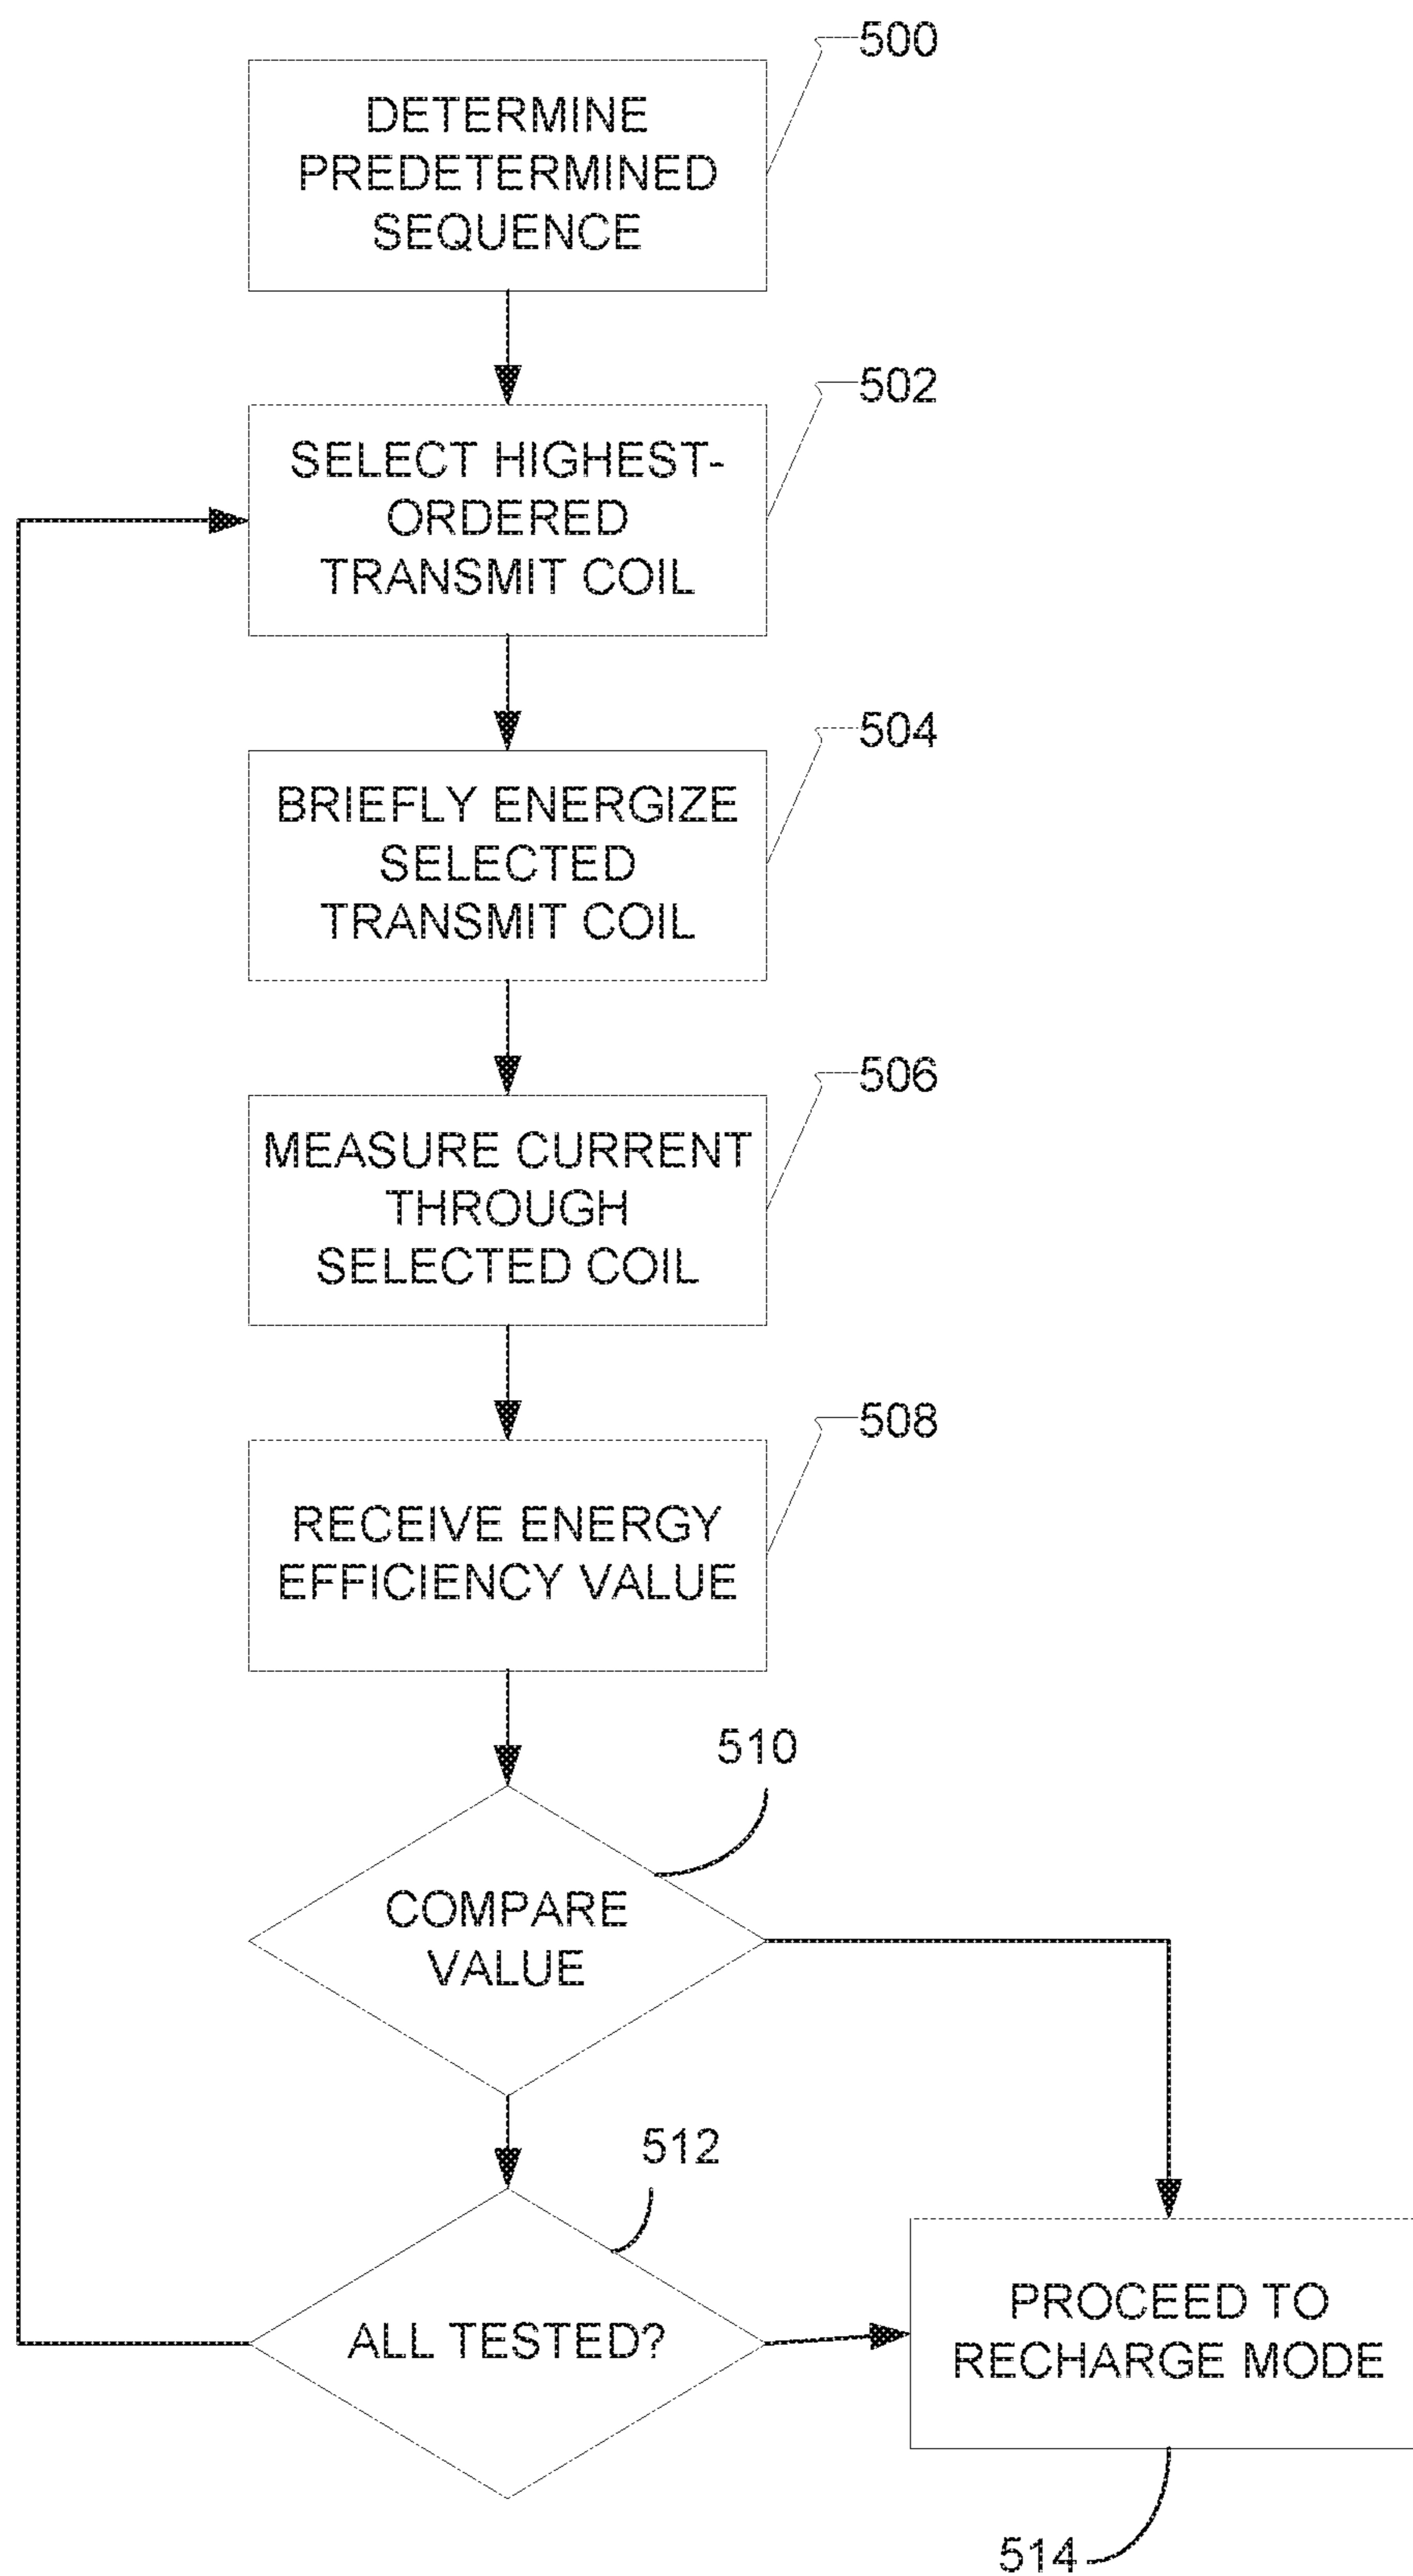 500
DETERMINE
PREDETERMINED
SEQUENCE
502
SELECT HIGHEST-
ORDERED
TRANSMIT COIL
504
BRIEFLY ENERGIZE
SELECTED
TRANSMIT COIL
506
MEASURE CURRENT
THROUGH
SELECTED COIL
508
RECEIVE ENERGY
EFFICIENCY VALUE
510
COMPARE
VALUE
512
ALL TESTED?
PROCEED TO
RECHARGE MODE
514